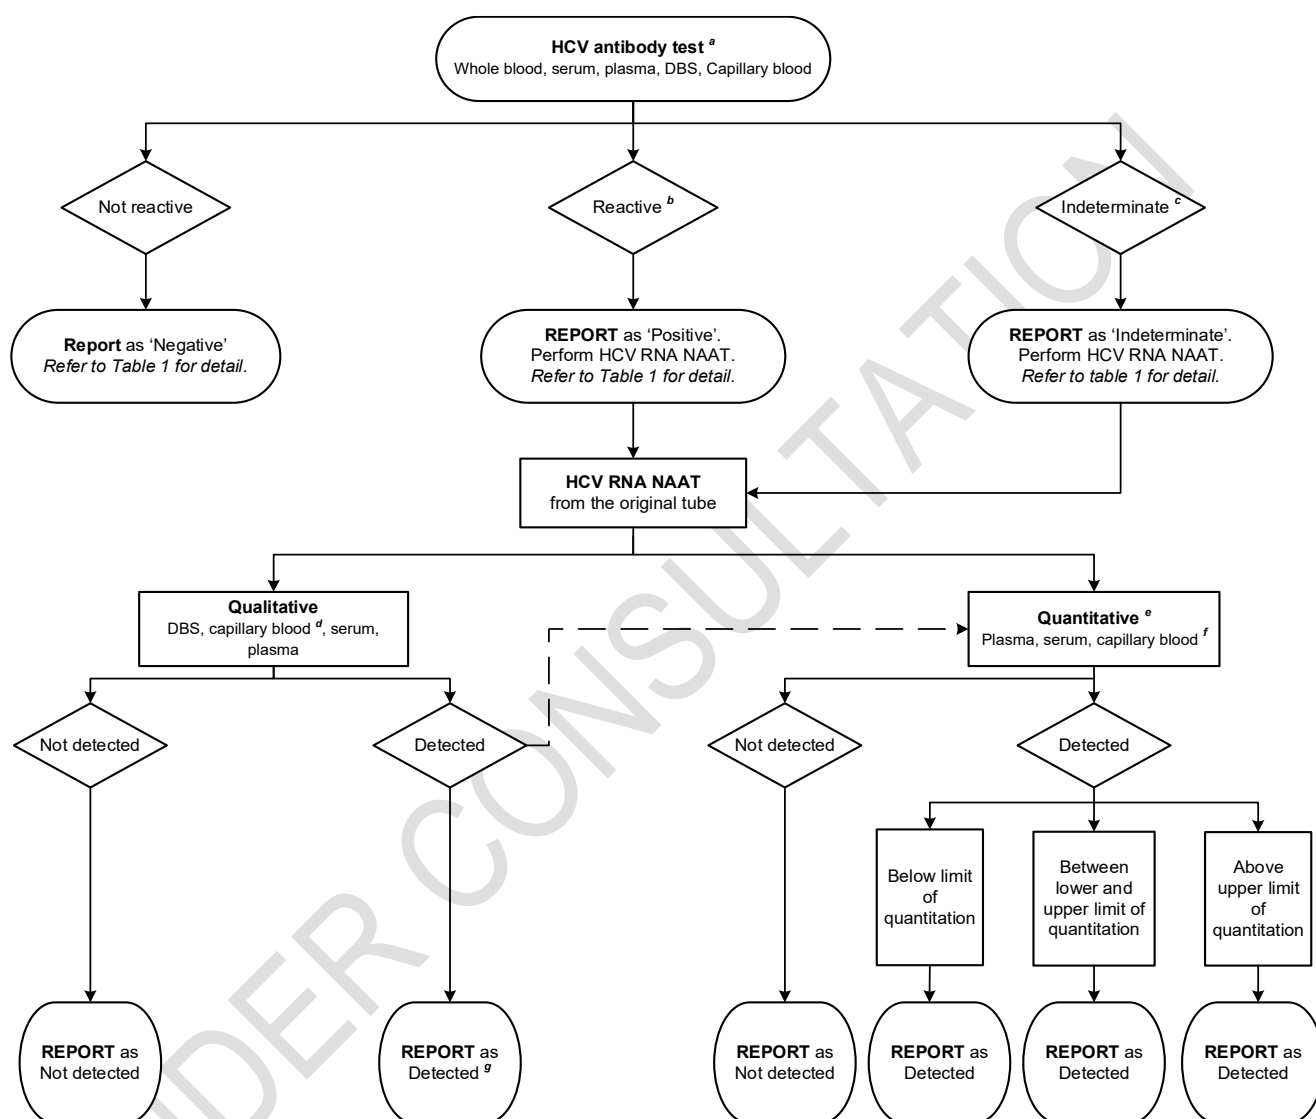 HCV antibody test a
Whole blood, serum, plasma, DBS, Capillary blood
Not reactive
Reactive b
Indeterminate c
Report as ‘Negative’
Refer to Table 1 for detail.
REPORT as ‘Positive’.
Perform HCV RNA NAAT.
Refer to Table 1 for detail.
REPORT as ‘Indeterminate’.
Perform HCV RNA NAAT.
Refer to table 1 for detail.
HCV RNA NAAT
from the original tube
Qualitative
DBS, capillary blood d, serum,
plasma
Quantitative e
Plasma, serum, capillary blood f
Not detected
Detected
Not detected
Detected
Below limit
of
quantitation
Between
lower and
upper limit of
quantitation
Above
upper limit
of
quantitation
REPORT as
Not detected
REPORT as
Detected g
REPORT as
Not detected
REPORT as
Detected
REPORT as
Detected
REPORT as
Detected
NDER CONSULTATION